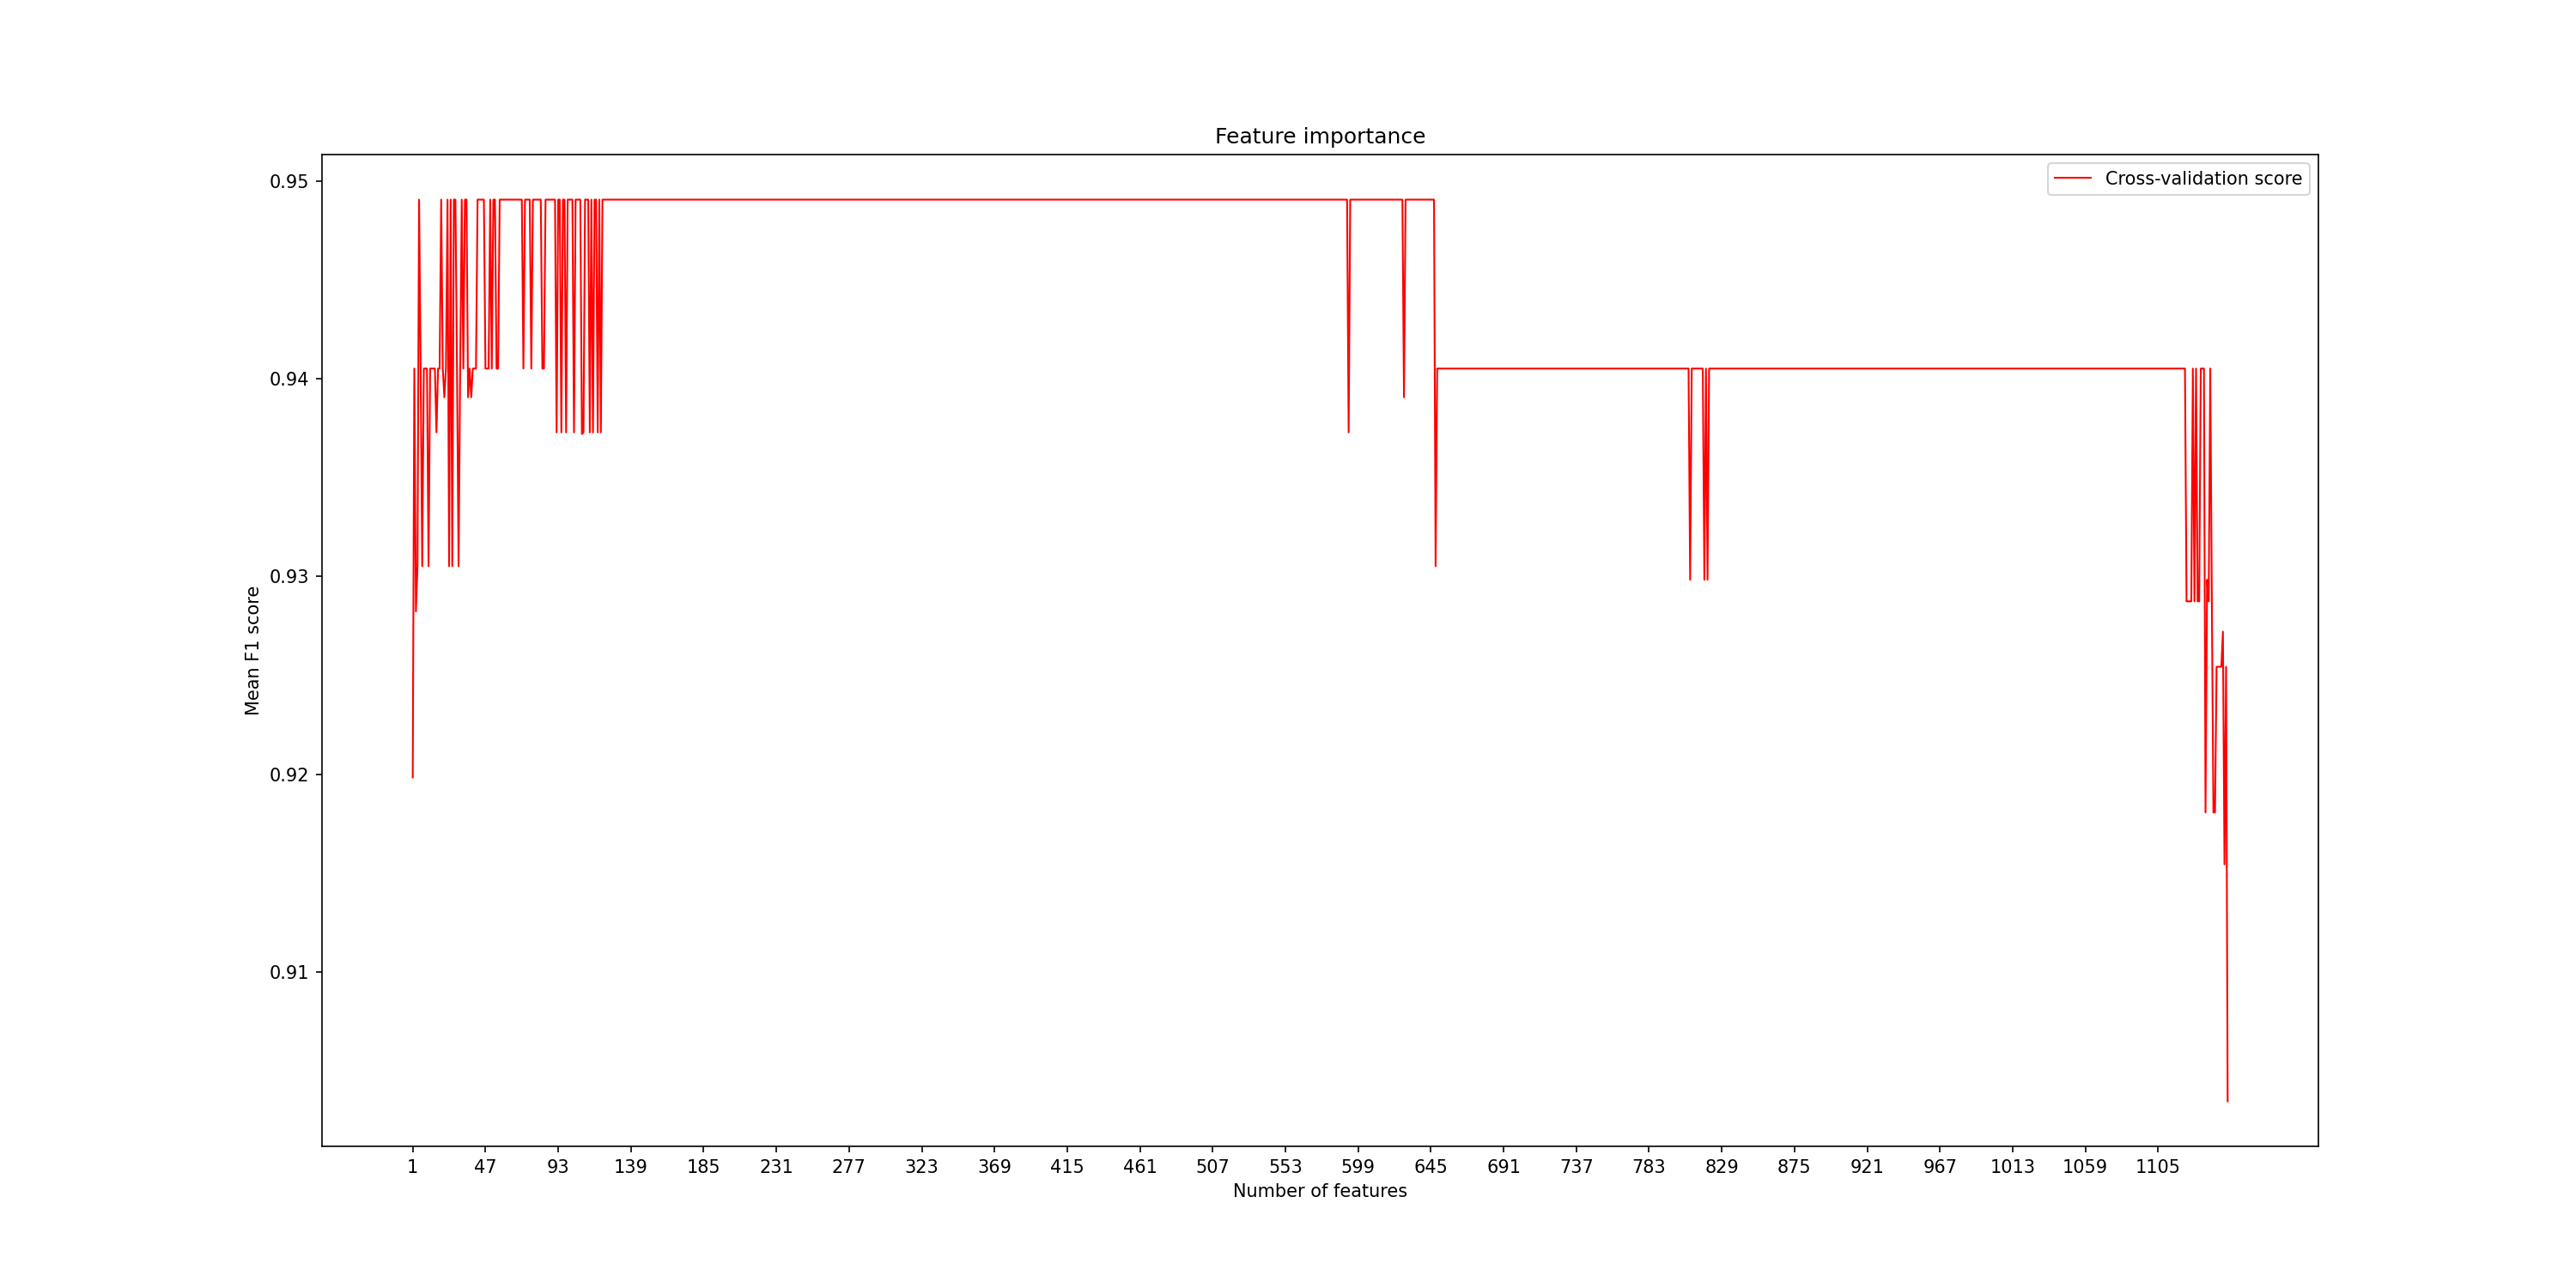 Feature importance
Cross-validation score
0.95
0.94
0.93
0.92
0.91
Mean F1 score
1 47 93 139 185 231 277 323 369 415 461 507 553 599 645 691 737 783 829 875 921 967 1013 1059 1105
Number of features